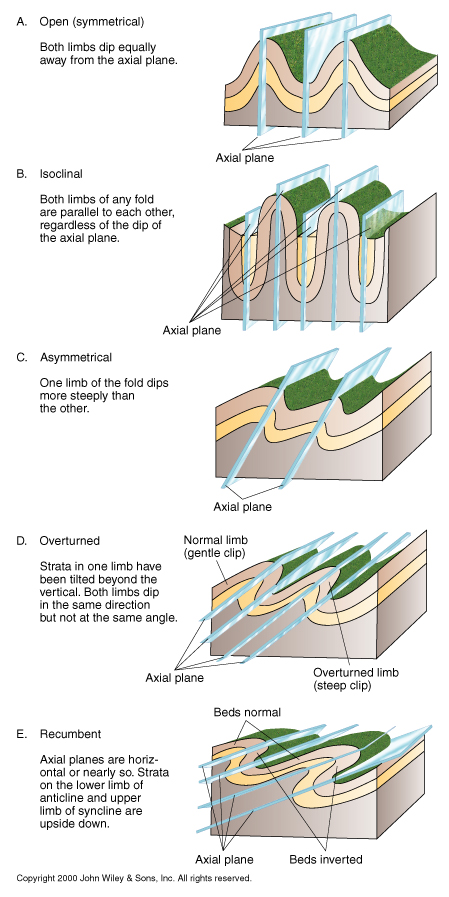 A. Open (symmetrical)
Both limbs dip equally
away from the axial plane.
Axial plane
B. Isoclinal
Both limbs of any fold
are parallel to each other,
regardless of the dip of
the axial plane.
Axial plane
C. Asymmetrical
One limb of the fold dips
more steeply than
the other.
Axial plane
D. Overturned
Strata in one limb have
been tilted beyond the
vertical. Both limbs dip
in the same direction
but not at the same angle.
Normal limb
(gentle clip)
Axial plane
Overturned limb
(steep clip)
Beds normal
E. Recumbent
Axial planes are horiz-
ontal or nearly so. Strata
on the lower limb of
anticline and upper
limb of syncline are
upside down.
Axial plane
Beds inverted
Copyright 2000 John Wiley & Sons, Inc. All rights reserved.